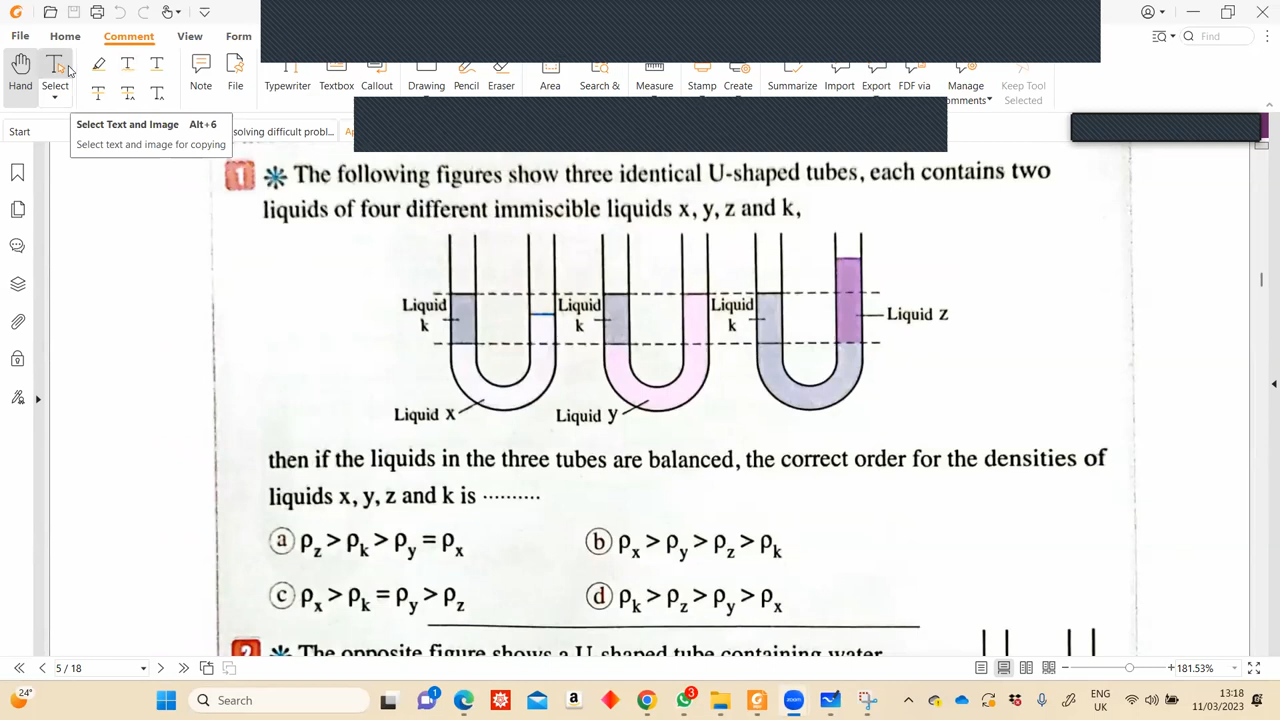 File Home Comment View Form
Find
Hand Select Note File Typewriter Textbox Callout Drawing Pencil Eraser Area Search & Measure Stamp Create Summarize Import Export FDF via Manage Keep Tool
omments Selected
Select Text and Image Alt+6
Start solving difficult probl...
Select text and image for copying
1 The following figures show three identical U-shaped tubes, each contains two
liquids of four different immiscible liquids x, y, z and k,
Liquid Liquid Liquid
k k k
Liquid z
Liquid x Liquid y
then if the liquids in the three tubes are balanced, the correct order for the densities of
liquids x, y, z and k is ..........
a ρz > ρk > ρy = ρx b ρx > ρy > ρz > ρk
c ρx > ρk = ρy > ρz d ρk > ρz > ρy > ρx
2 The opposite figure shows a U-shaped tube containing water
5 / 18 181.53%
24° Search 1 3 zoom ENG 13:18
UK 11/03/2023